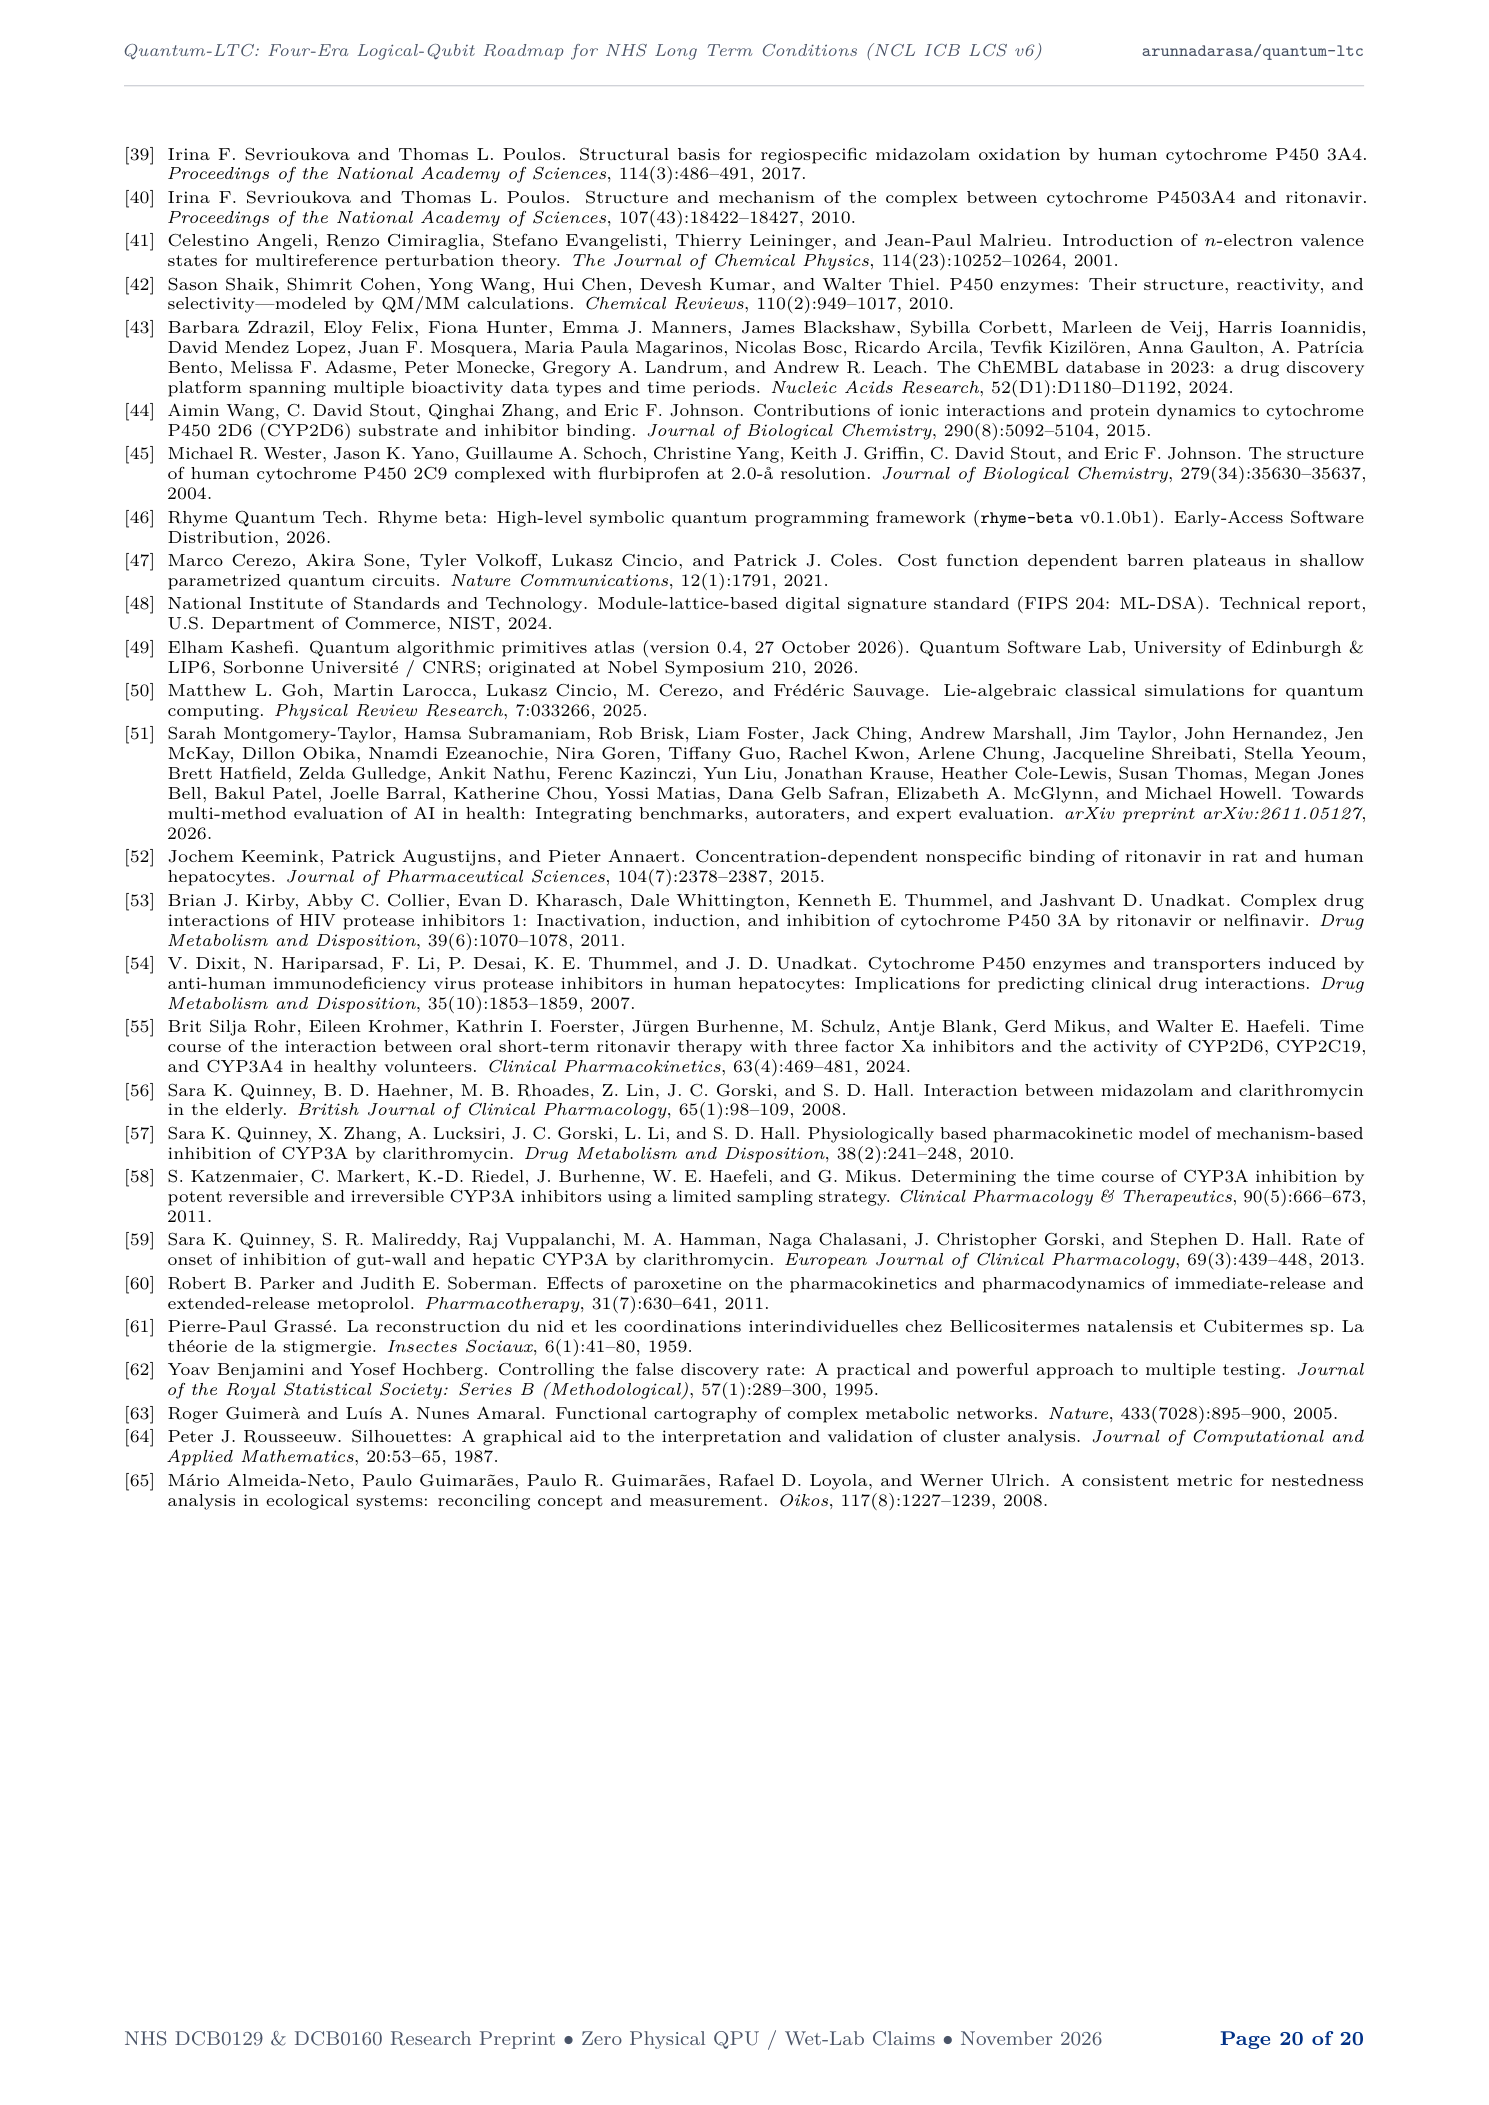 Quantum-LTC: Four-Era Logical-Qubit Roadmap for NHS Long Term Conditions (NCL ICB LCS v6) arunnadarasa/quantum-ltc
[39] Irina F. Sevrioukova and Thomas L. Poulos. Structural basis for regiospecific midazolam oxidation by human cytochrome P450 3A4.
Proceedings of the National Academy of Sciences, 114(3):486–491, 2017.
[40] Irina F. Sevrioukova and Thomas L. Poulos. Structure and mechanism of the complex between cytochrome P4503A4 and ritonavir.
Proceedings of the National Academy of Sciences, 107(43):18422–18427, 2010.
[41] Celestino Angeli, Renzo Cimiraglia, Stefano Evangelisti, Thierry Leininger, and Jean-Paul Malrieu. Introduction of n-electron valence
states for multireference perturbation theory. The Journal of Chemical Physics, 114(23):10252–10264, 2001.
[42] Sason Shaik, Shimrit Cohen, Yong Wang, Hui Chen, Devesh Kumar, and Walter Thiel. P450 enzymes: Their structure, reactivity, and
selectivity—modeled by QM/MM calculations. Chemical Reviews, 110(2):949–1017, 2010.
[43] Barbara Zdrazil, Eloy Felix, Fiona Hunter, Emma J. Manners, James Blackshaw, Sybilla Corbett, Marleen de Veij, Harris Ioannidis,
David Mendez Lopez, Juan F. Mosquera, Maria Paula Magarinos, Nicolas Bosc, Ricardo Arcila, Tevfik Kizilören, Anna Gaulton, A. Patrícia
Bento, Melissa F. Adasme, Peter Monecke, Gregory A. Landrum, and Andrew R. Leach. The ChEMBL database in 2023: a drug discovery
platform spanning multiple bioactivity data types and time periods. Nucleic Acids Research, 52(D1):D1180–D1192, 2024.
[44] Aimin Wang, C. David Stout, Qinghai Zhang, and Eric F. Johnson. Contributions of ionic interactions and protein dynamics to cytochrome
P450 2D6 (CYP2D6) substrate and inhibitor binding. Journal of Biological Chemistry, 290(8):5092–5104, 2015.
[45] Michael R. Wester, Jason K. Yano, Guillaume A. Schoch, Christine Yang, Keith J. Griffin, C. David Stout, and Eric F. Johnson. The structure
of human cytochrome P450 2C9 complexed with flurbiprofen at 2.0-å resolution. Journal of Biological Chemistry, 279(34):35630–35637,
2004.
[46] Rhyme Quantum Tech. Rhyme beta: High-level symbolic quantum programming framework (rhyme-beta v0.1.0b1). Early-Access Software
Distribution, 2026.
[47] Marco Cerezo, Akira Sone, Tyler Volkoff, Lukasz Cincio, and Patrick J. Coles. Cost function dependent barren plateaus in shallow
parametrized quantum circuits. Nature Communications, 12(1):1791, 2021.
[48] National Institute of Standards and Technology. Module-lattice-based digital signature standard (FIPS 204: ML-DSA). Technical report,
U.S. Department of Commerce, NIST, 2024.
[49] Elham Kashefi. Quantum algorithmic primitives atlas (version 0.4, 27 October 2026). Quantum Software Lab, University of Edinburgh &
LIP6, Sorbonne Université / CNRS; originated at Nobel Symposium 210, 2026.
[50] Matthew L. Goh, Martin Larocca, Lukasz Cincio, M. Cerezo, and Frédéric Sauvage. Lie-algebraic classical simulations for quantum
computing. Physical Review Research, 7:033266, 2025.
[51] Sarah Montgomery-Taylor, Hamsa Subramaniam, Rob Brisk, Liam Foster, Jack Ching, Andrew Marshall, Jim Taylor, John Hernandez, Jen
McKay, Dillon Obika, Nnamdi Ezeanochie, Nira Goren, Tiffany Guo, Rachel Kwon, Arlene Chung, Jacqueline Shreibati, Stella Yeoum,
Brett Hatfield, Zelda Gulledge, Ankit Nathu, Ferenc Kazinczi, Yun Liu, Jonathan Krause, Heather Cole-Lewis, Susan Thomas, Megan Jones
Bell, Bakul Patel, Joelle Barral, Katherine Chou, Yossi Matias, Dana Gelb Safran, Elizabeth A. McGlynn, and Michael Howell. Towards
multi-method evaluation of AI in health: Integrating benchmarks, autoraters, and expert evaluation. arXiv preprint arXiv:2611.05127,
2026.
[52] Jochem Keemink, Patrick Augustijns, and Pieter Annaert. Concentration-dependent nonspecific binding of ritonavir in rat and human
hepatocytes. Journal of Pharmaceutical Sciences, 104(7):2378–2387, 2015.
[53] Brian J. Kirby, Abby C. Collier, Evan D. Kharasch, Dale Whittington, Kenneth E. Thummel, and Jashvant D. Unadkat. Complex drug
interactions of HIV protease inhibitors 1: Inactivation, induction, and inhibition of cytochrome P450 3A by ritonavir or nelfinavir. Drug
Metabolism and Disposition, 39(6):1070–1078, 2011.
[54] V. Dixit, N. Hariparsad, F. Li, P. Desai, K. E. Thummel, and J. D. Unadkat. Cytochrome P450 enzymes and transporters induced by
anti-human immunodeficiency virus protease inhibitors in human hepatocytes: Implications for predicting clinical drug interactions. Drug
Metabolism and Disposition, 35(10):1853–1859, 2007.
[55] Brit Silja Rohr, Eileen Krohmer, Kathrin I. Foerster, Jürgen Burhenne, M. Schulz, Antje Blank, Gerd Mikus, and Walter E. Haefeli. Time
course of the interaction between oral short-term ritonavir therapy with three factor Xa inhibitors and the activity of CYP2D6, CYP2C19,
and CYP3A4 in healthy volunteers. Clinical Pharmacokinetics, 63(4):469–481, 2024.
[56] Sara K. Quinney, B. D. Haehner, M. B. Rhoades, Z. Lin, J. C. Gorski, and S. D. Hall. Interaction between midazolam and clarithromycin
in the elderly. British Journal of Clinical Pharmacology, 65(1):98–109, 2008.
[57] Sara K. Quinney, X. Zhang, A. Lucksiri, J. C. Gorski, L. Li, and S. D. Hall. Physiologically based pharmacokinetic model of mechanism-based
inhibition of CYP3A by clarithromycin. Drug Metabolism and Disposition, 38(2):241–248, 2010.
[58] S. Katzenmaier, C. Markert, K.-D. Riedel, J. Burhenne, W. E. Haefeli, and G. Mikus. Determining the time course of CYP3A inhibition by
potent reversible and irreversible CYP3A inhibitors using a limited sampling strategy. Clinical Pharmacology & Therapeutics, 90(5):666–673,
2011.
[59] Sara K. Quinney, S. R. Malireddy, Raj Vuppalanchi, M. A. Hamman, Naga Chalasani, J. Christopher Gorski, and Stephen D. Hall. Rate of
onset of inhibition of gut-wall and hepatic CYP3A by clarithromycin. European Journal of Clinical Pharmacology, 69(3):439–448, 2013.
[60] Robert B. Parker and Judith E. Soberman. Effects of paroxetine on the pharmacokinetics and pharmacodynamics of immediate-release and
extended-release metoprolol. Pharmacotherapy, 31(7):630–641, 2011.
[61] Pierre-Paul Grassé. La reconstruction du nid et les coordinations interindividuelles chez Bellicositermes natalensis et Cubitermes sp. La
théorie de la stigmergie. Insectes Sociaux, 6(1):41–80, 1959.
[62] Yoav Benjamini and Yosef Hochberg. Controlling the false discovery rate: A practical and powerful approach to multiple testing. Journal
of the Royal Statistical Society: Series B (Methodological), 57(1):289–300, 1995.
[63] Roger Guimerà and Luís A. Nunes Amaral. Functional cartography of complex metabolic networks. Nature, 433(7028):895–900, 2005.
[64] Peter J. Rousseeuw. Silhouettes: A graphical aid to the interpretation and validation of cluster analysis. Journal of Computational and
Applied Mathematics, 20:53–65, 1987.
[65] Mário Almeida-Neto, Paulo Guimarães, Paulo R. Guimarães, Rafael D. Loyola, and Werner Ulrich. A consistent metric for nestedness
analysis in ecological systems: reconciling concept and measurement. Oikos, 117(8):1227–1239, 2008.
NHS DCB0129 & DCB0160 Research Preprint • Zero Physical QPU / Wet-Lab Claims • November 2026 Page 20 of 20